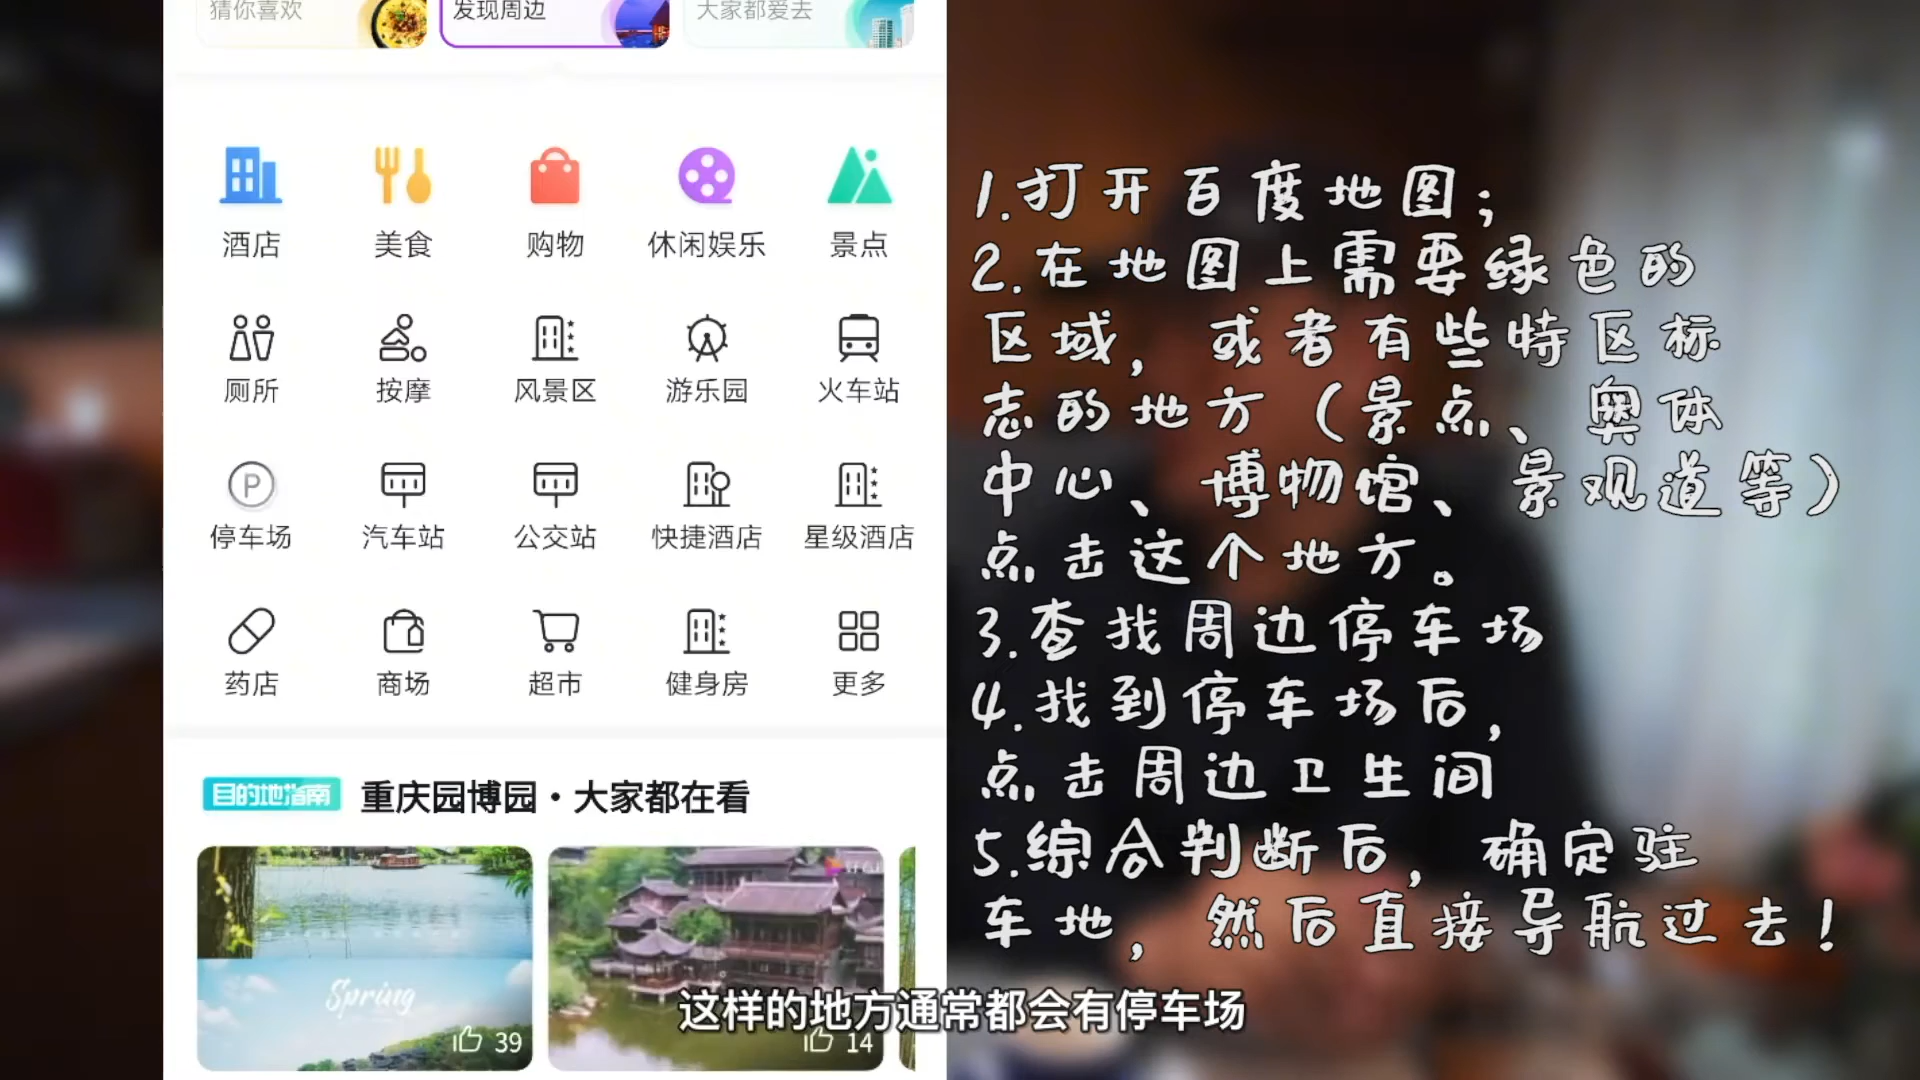 猜你喜欢
发现周边
大家都爱去
酒店
美食
购物
休闲娱乐
景点
厕所
按摩
风景区
游乐园
火车站
P
停车场
汽车站
公交站
快捷酒店
星级酒店
药店
商场
超市
健身房
更多
目的地指南
重庆园博园·大家都在看
Spring
39
14
1.打开百度地图;
2.在地图上需要绿色的
区域,或者有些特区标
志的地方(景点、奥体
中心、博物馆、景观道等)
点击这个地方。
3.查找周边停车场
4.找到停车场后,
点击周边卫生间
5.综合判断后,确定驻
车地,然后直接导航过去!
这样的地方通常都会有停车场